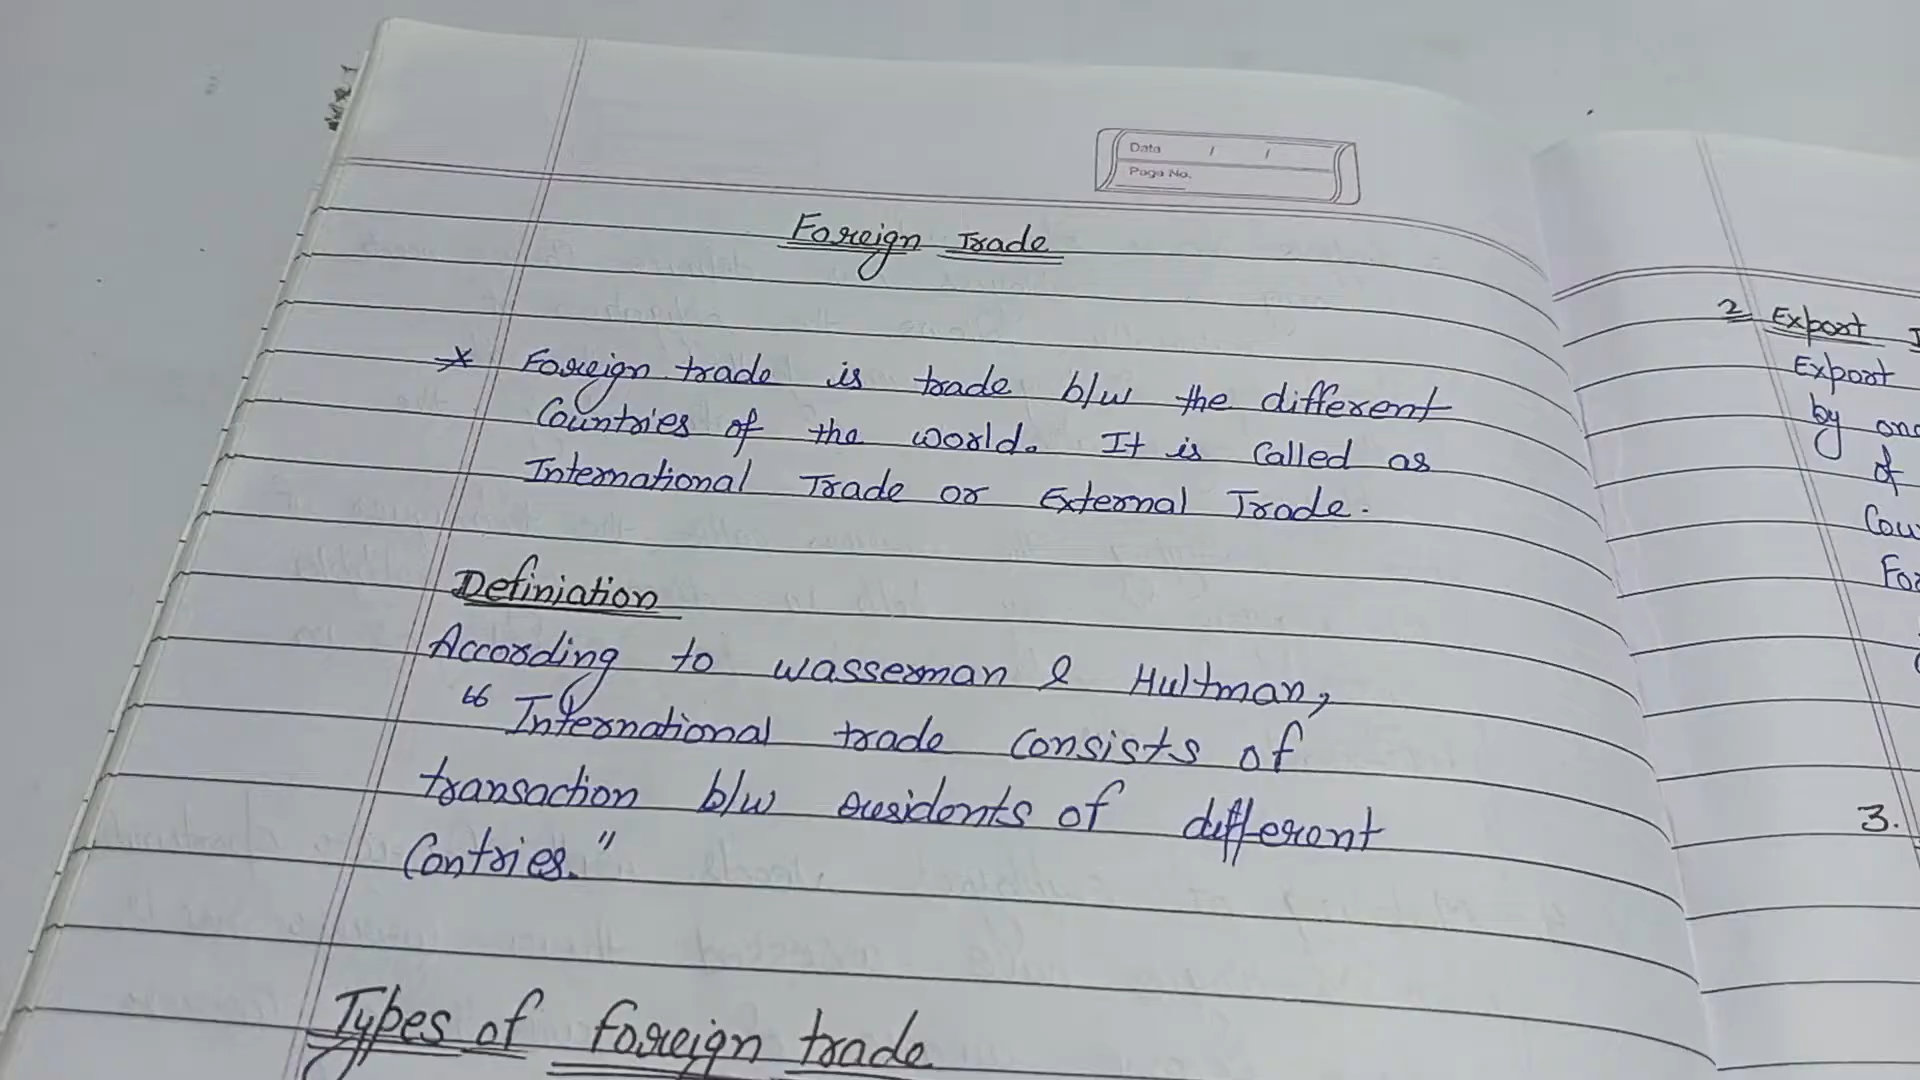 Data / /
Page No.
Foreign Trade
* Foreign trade is trade b/w the different
Countries of the world. It is called as
International Trade or External Trade.
Definiation
According to wasserman & Hultman,
"International trade consists of
transaction b/w residents of different
Contries."
Types of foreign trade
2 Export
Export
by
of
3.